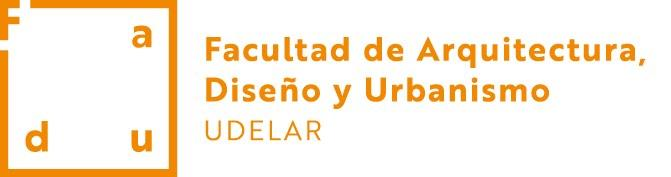 F a
Facultad de Arquitectura,
Diseño y Urbanismo
d u
UDELAR